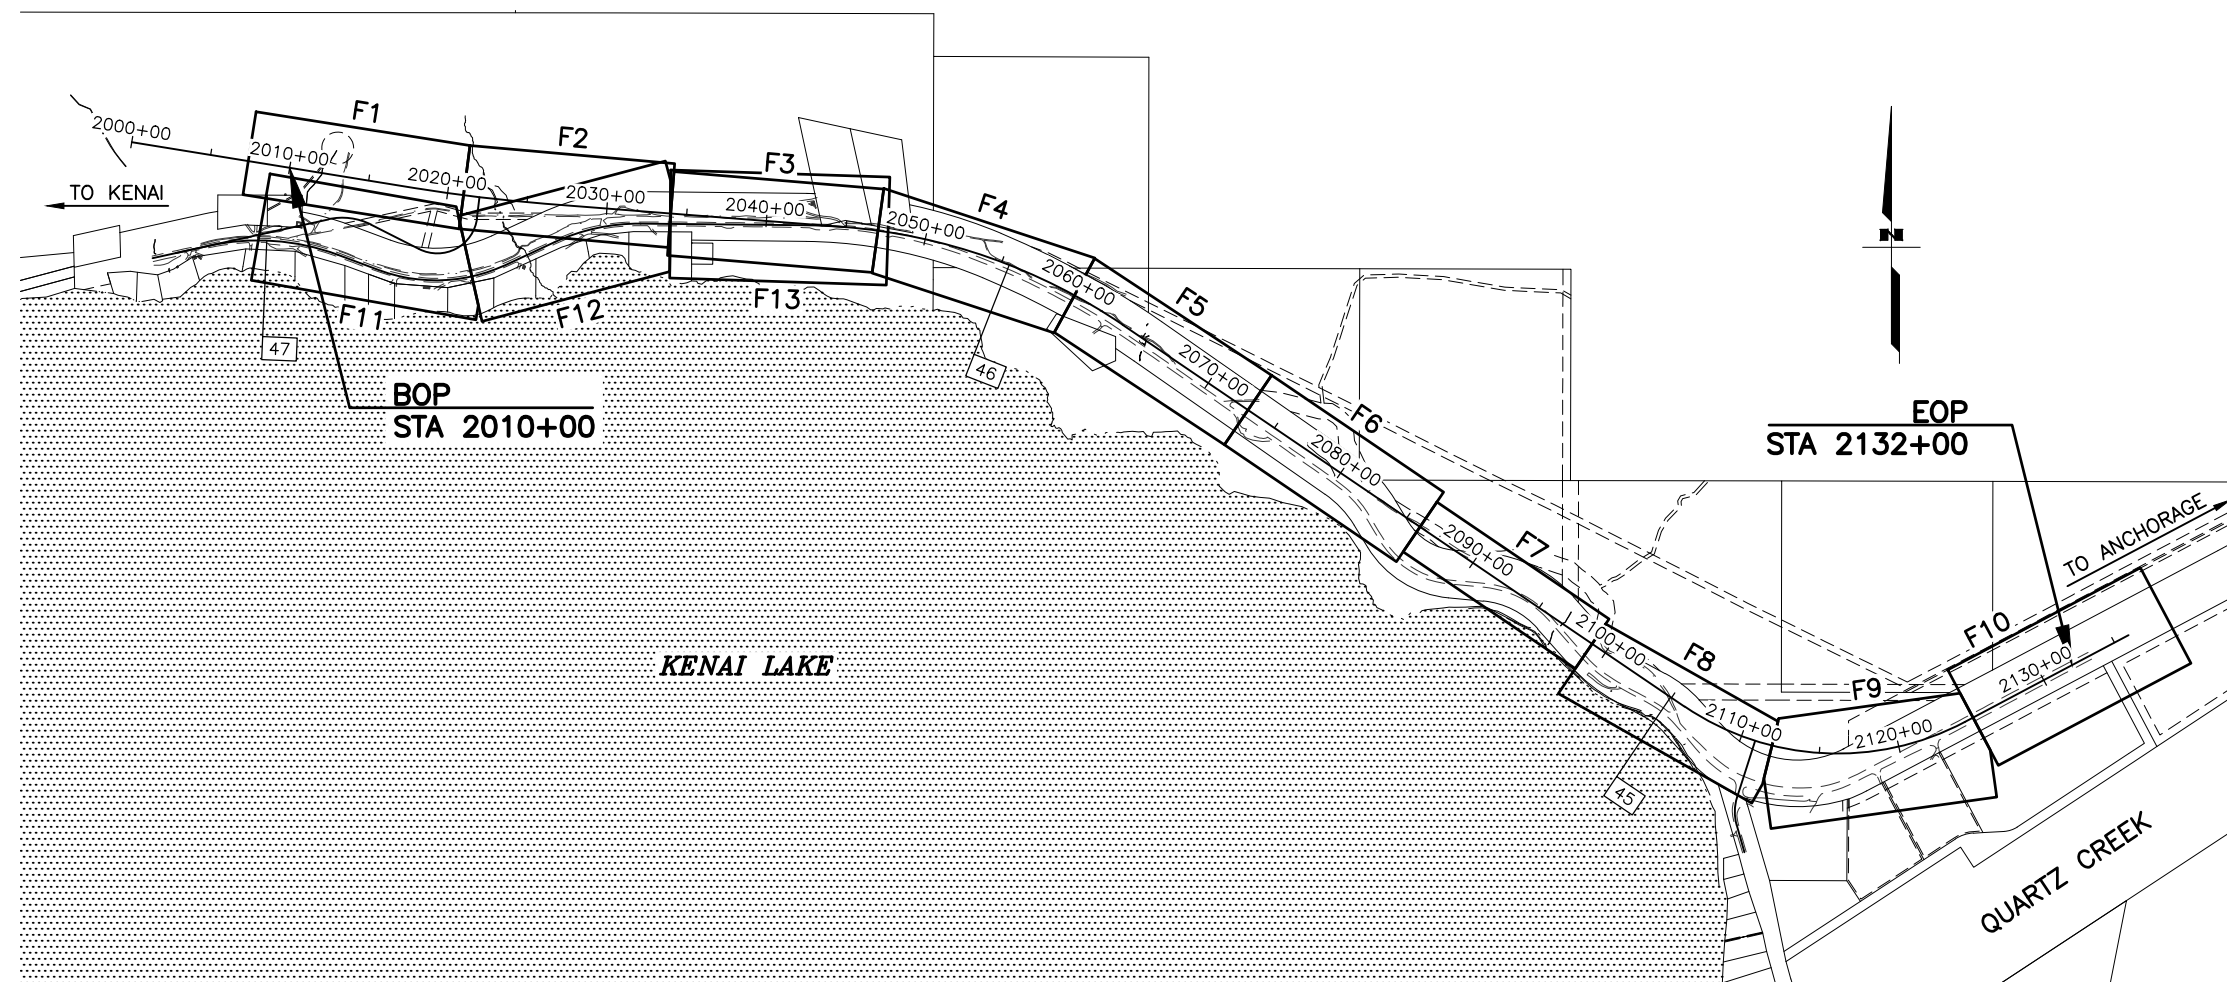 F1
2000+00
F2
2010+00
F3
TO KENAI
2020+00
2030+00
2040+00
F4
2050+00
N
2060+00
F5
F11
F12
F13
47
46
2070+00
BOP
STA 2010+00
F6
EOP
STA 2132+00
2080+00
2090+00
F7
TO ANCHORAGE
2100+00
F10
KENAI LAKE
F8
F9
2130+00
2110+00
2120+00
45
QUARTZ CREEK